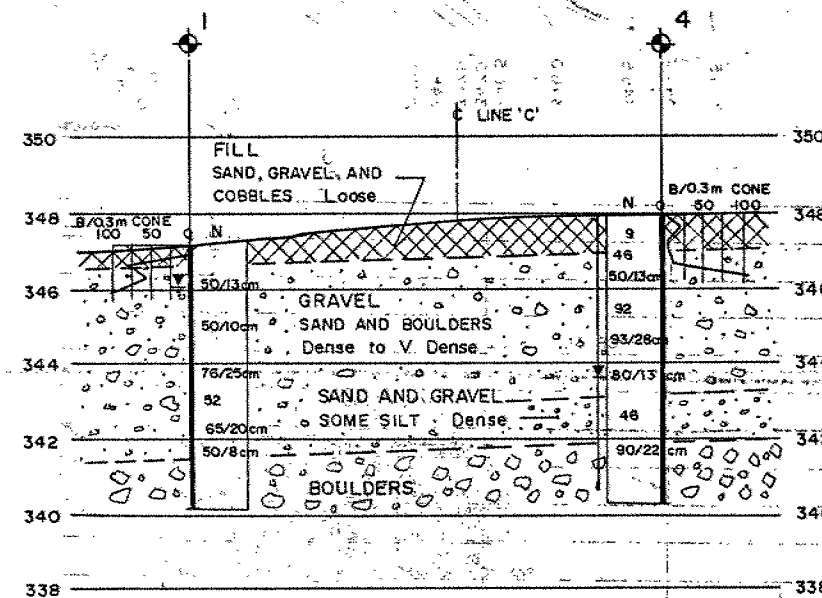 1
4
₵ LINE 'C'
350
350
FILL
SAND, GRAVEL, AND
COBBLES Loose
348
B/0.3m CONE
100 50 0 N
N 0 50 100
B/0.3m CONE
348
9
46
50/13cm
50/13cm
346
GRAVEL
SAND AND BOULDERS
Dense to V. Dense
50/10cm
92
93/28cm
344
76/25cm
80/13 cm
SAND AND GRAVEL
SOME SILT Dense
52
46
65/20cm
342
50/8cm
90/22 cm
BOULDERS
340
338
338